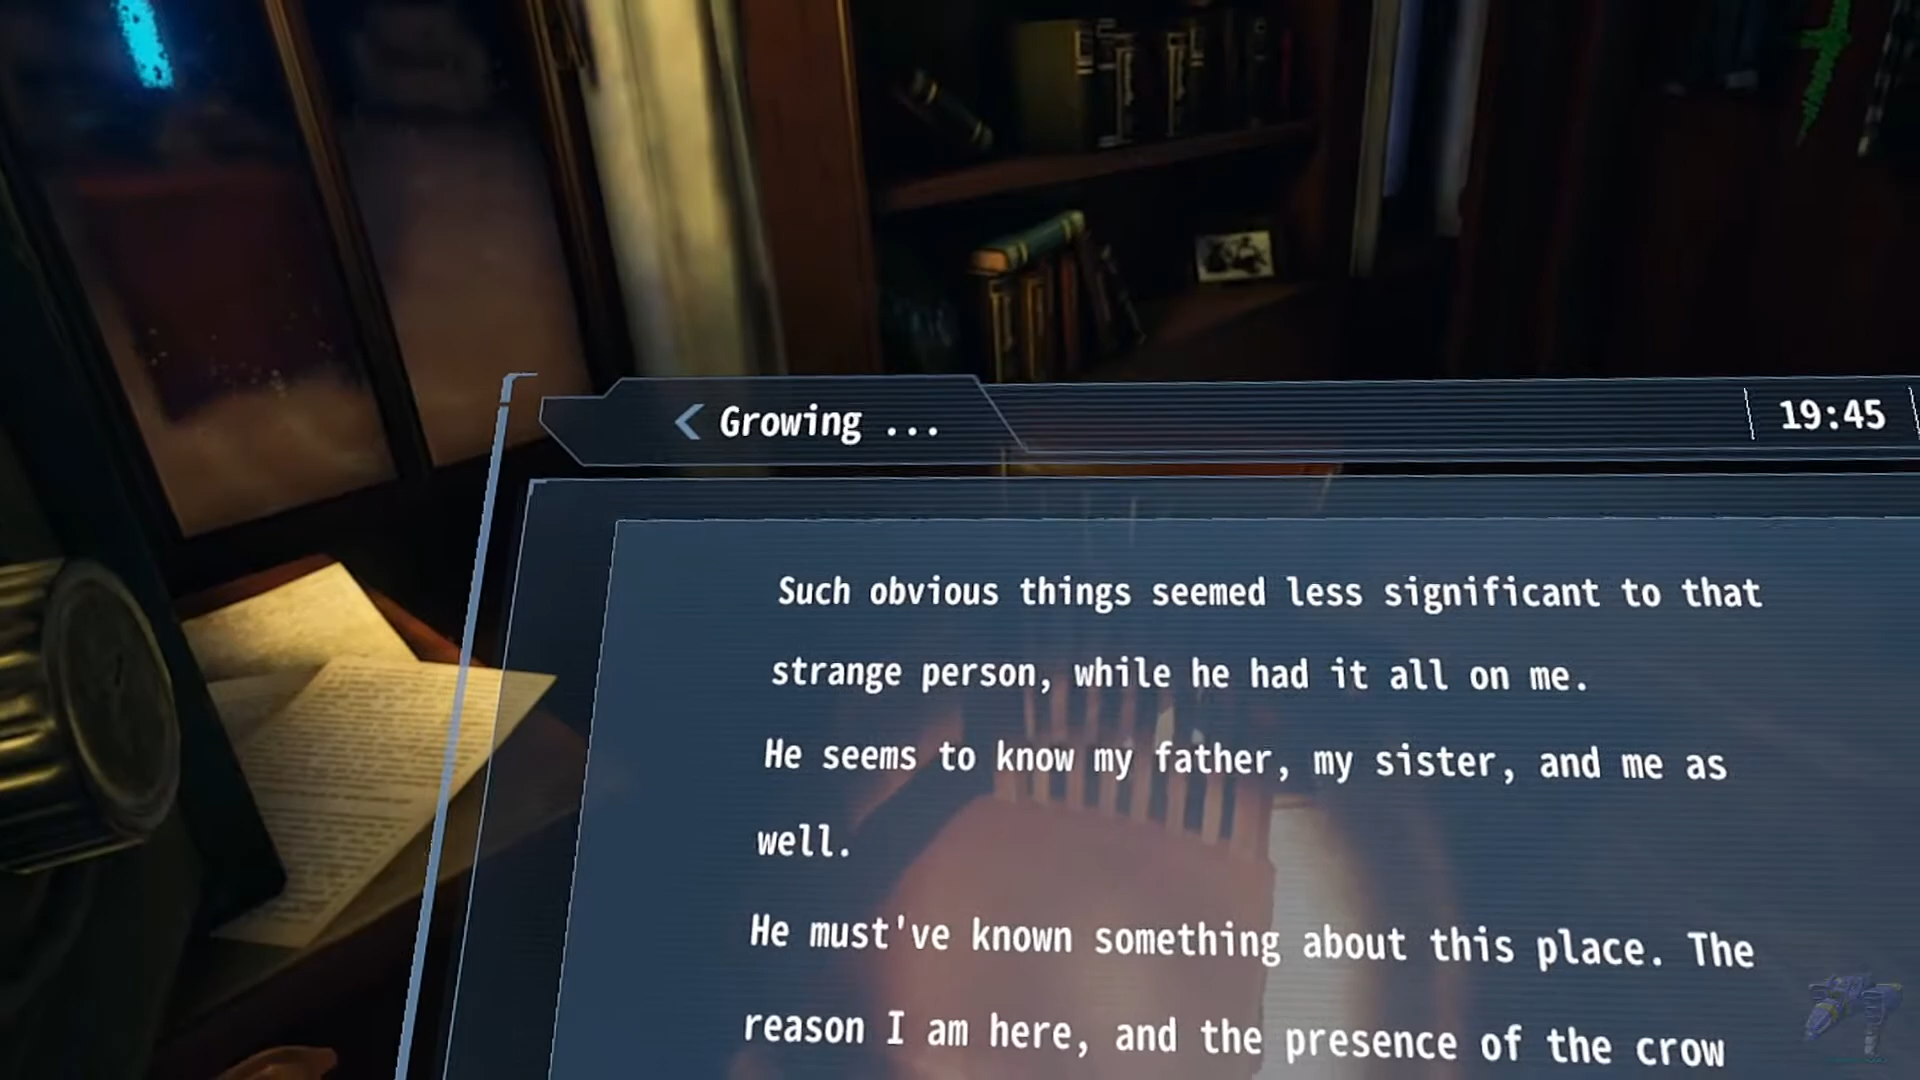 Growing ...
19:45
Such obvious things seemed less significant to that
strange person, while he had it all on me.
He seems to know my father, my sister, and me as
well.
He must've known something about this place. The
reason I am here, and the presence of the crow